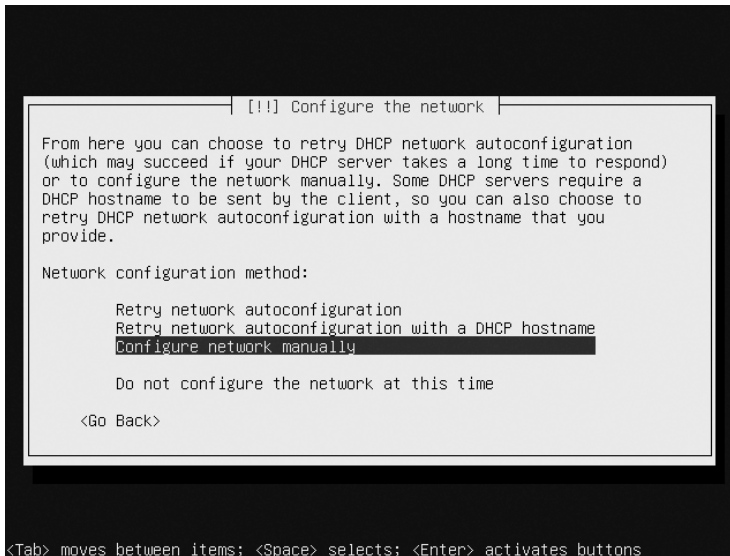 [!!] Configure the network
From here you can choose to retry DHCP network autoconfiguration
(which may succeed if your DHCP server takes a long time to respond)
or to configure the network manually. Some DHCP servers require a
DHCP hostname to be sent by the client, so you can also choose to
retry DHCP network autoconfiguration with a hostname that you
provide.
Network configuration method:
Retry network autoconfiguration
Retry network autoconfiguration with a DHCP hostname
Configure network manually
Do not configure the network at this time
<Go Back>
<Tab> moves between items; <Space> selects; <Enter> activates buttons